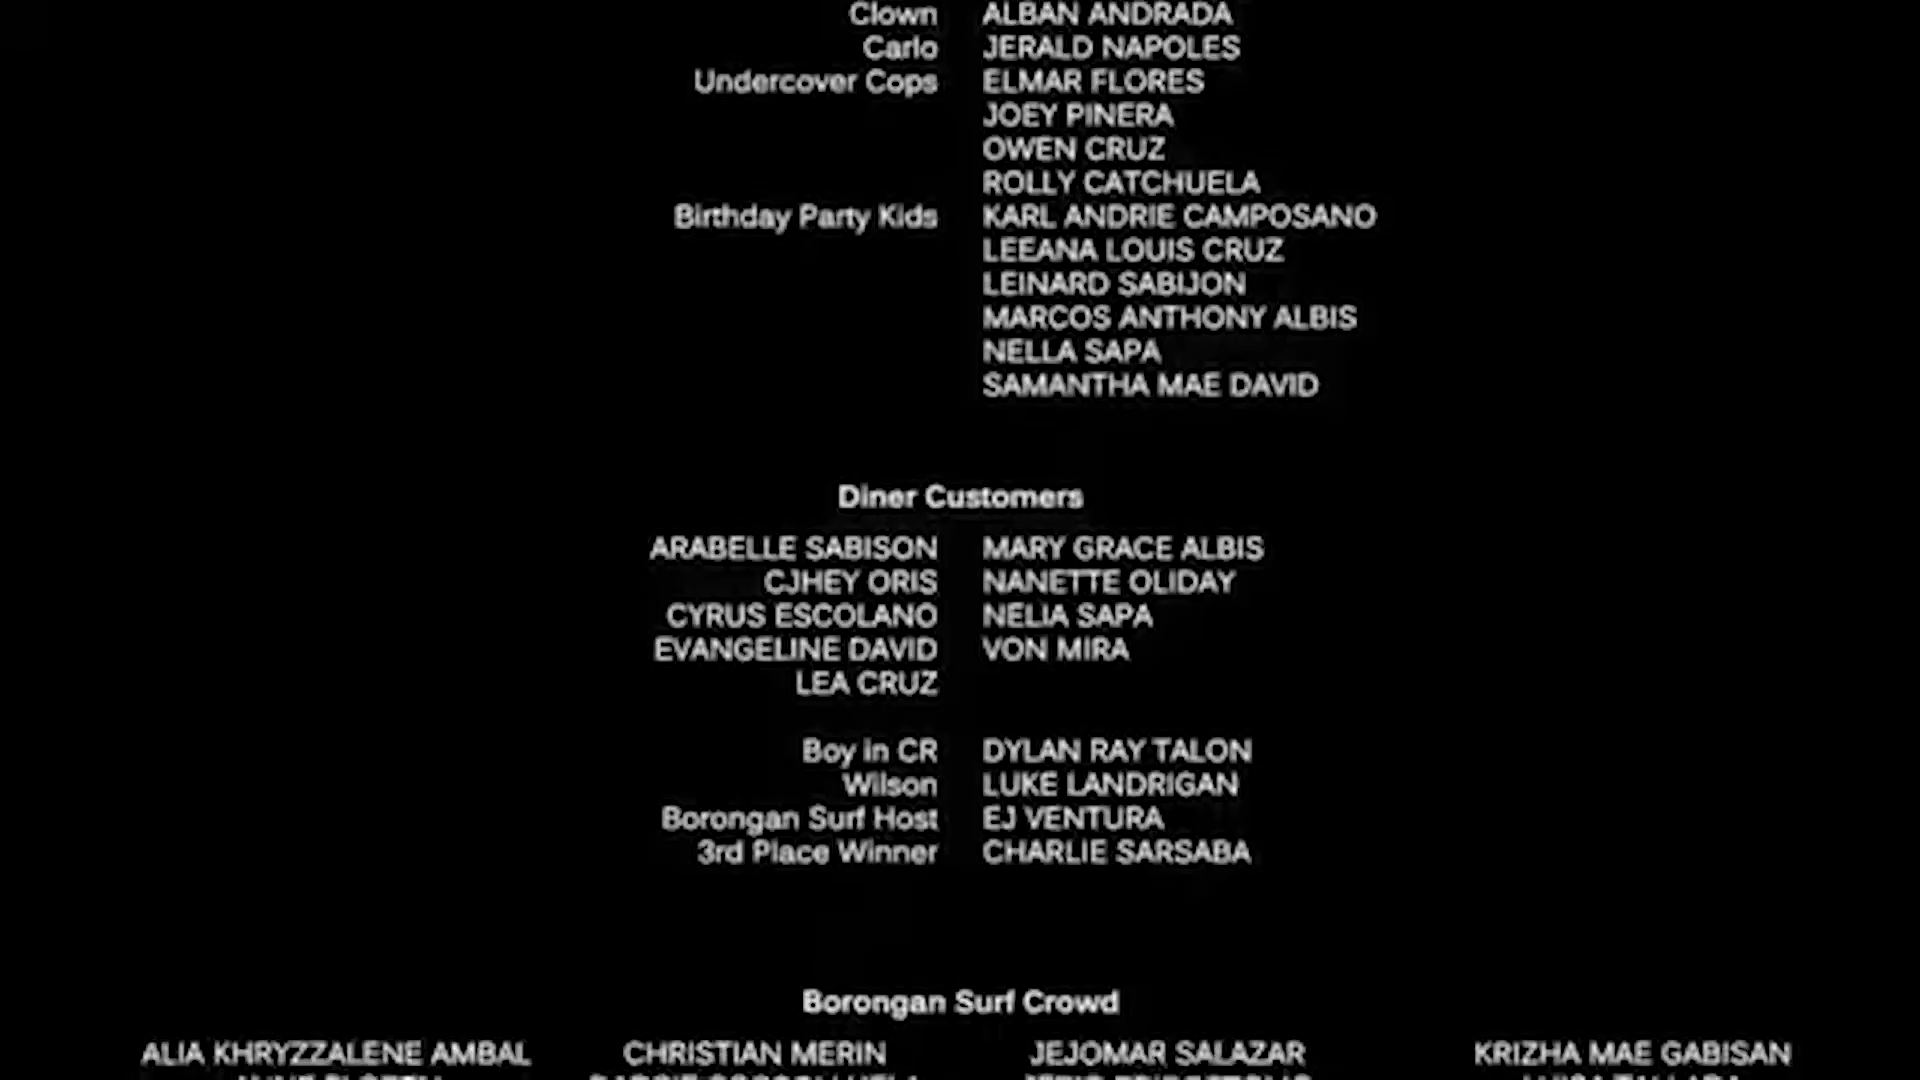 Clown ALBAN ANDRADA
Carlo JERALD NAPOLES
Undercover Cops ELMAR FLORES
JOEY PINERA
OWEN CRUZ
ROLLY CATCHUELA
Birthday Party Kids KARL ANDRIE CAMPOSANO
LEEANA LOUIS CRUZ
LEINARD SABIJON
MARCOS ANTHONY ALBIS
NELLA SAPA
SAMANTHA MAE DAVID
Diner Customers
ARABELLE SABISON MARY GRACE ALBIS
CJHEY ORIS NANETTE OLIDAY
CYRUS ESCOLANO NELIA SAPA
EVANGELINE DAVID VON MIRA
LEA CRUZ
Boy in CR DYLAN RAY TALON
Wilson LUKE LANDRIGAN
Borongan Surf Host EJ VENTURA
3rd Place Winner CHARLIE SARSABA
Borongan Surf Crowd
ALIA KHRYZZALENE AMBAL CHRISTIAN MERIN JEJOMAR SALAZAR KRIZHA MAE GABISAN